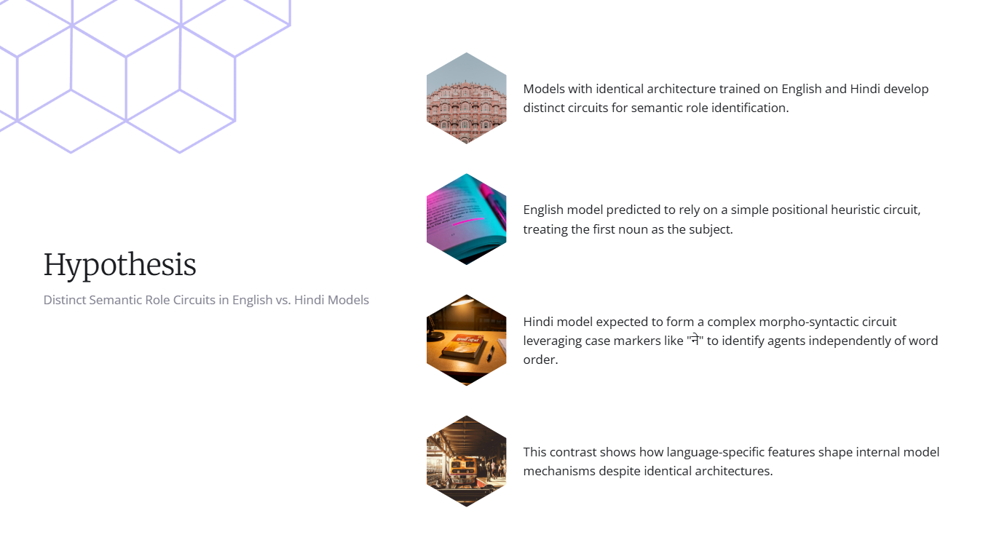 Hypothesis
Distinct Semantic Role Circuits in English vs. Hindi Models
Models with identical architecture trained on English and Hindi develop
distinct circuits for semantic role identification.
English model predicted to rely on a simple positional heuristic circuit,
treating the first noun as the subject.
Hindi model expected to form a complex morpho-syntactic circuit
leveraging case markers like "ने" to identify agents independently of word
order.
This contrast shows how language-specific features shape internal model
mechanisms despite identical architectures.